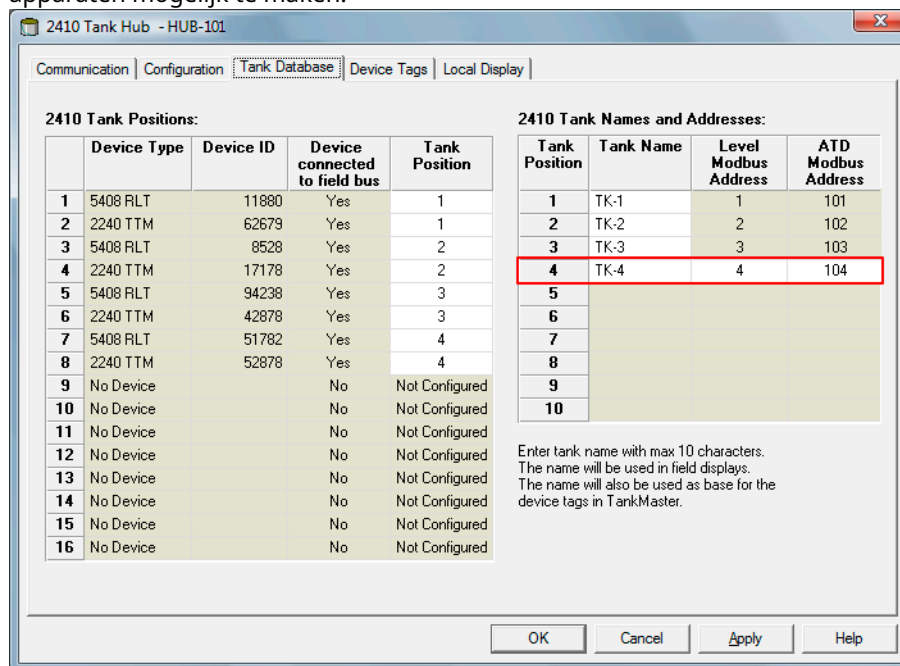 apparaten mogelijk te maken.
2410 Tank Hub - HUB-101
Communication Configuration Tank Database Device Tags Local Display
2410 Tank Positions:
Device Type Device ID Device connected to field bus Tank Position
1 5408 RLT 11880 Yes 1
2 2240 TTM 62679 Yes 1
3 5408 RLT 8528 Yes 2
4 2240 TTM 17178 Yes 2
5 5408 RLT 94238 Yes 3
6 2240 TTM 42878 Yes 3
7 5408 RLT 51782 Yes 4
8 2240 TTM 52878 Yes 4
9 No Device No Not Configured
10 No Device No Not Configured
11 No Device No Not Configured
12 No Device No Not Configured
13 No Device No Not Configured
14 No Device No Not Configured
15 No Device No Not Configured
16 No Device No Not Configured
2410 Tank Names and Addresses:
Tank Position Tank Name Level Modbus Address ATD Modbus Address
1 TK-1 1 101
2 TK-2 2 102
3 TK-3 3 103
4 TK-4 4 104
5
6
7
8
9
10
Enter tank name with max 10 characters.
The name will be used in field displays.
The name will also be used as base for the
device tags in TankMaster.
OK Cancel Apply Help